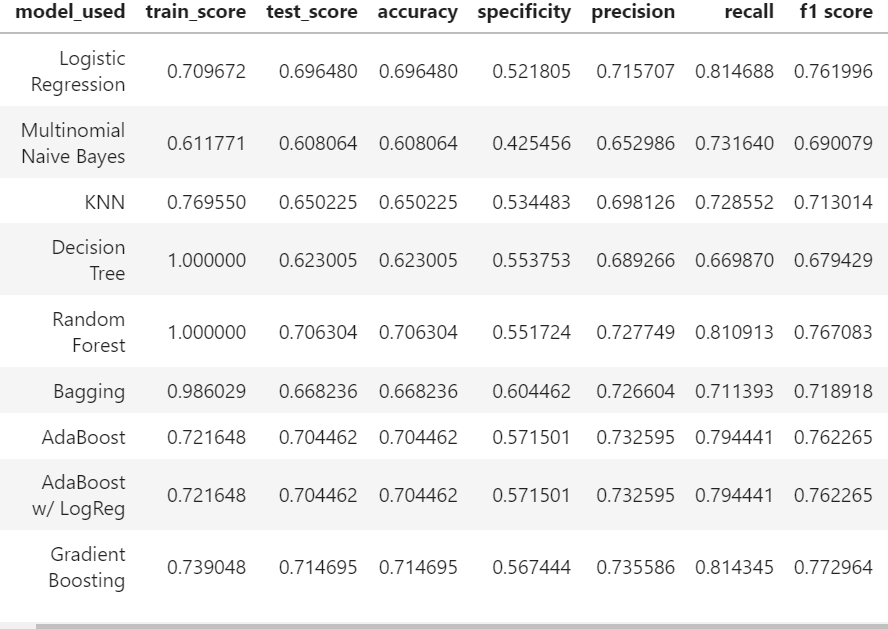 model_used train_score test_score accuracy specificity precision recall f1 score
Logistic
Regression 0.709672 0.696480 0.696480 0.521805 0.715707 0.814688 0.761996
Multinomial
Naive Bayes 0.611771 0.608064 0.608064 0.425456 0.652986 0.731640 0.690079
KNN 0.769550 0.650225 0.650225 0.534483 0.698126 0.728552 0.713014
Decision
Tree 1.000000 0.623005 0.623005 0.553753 0.689266 0.669870 0.679429
Random
Forest 1.000000 0.706304 0.706304 0.551724 0.727749 0.810913 0.767083
Bagging 0.986029 0.668236 0.668236 0.604462 0.726604 0.711393 0.718918
AdaBoost 0.721648 0.704462 0.704462 0.571501 0.732595 0.794441 0.762265
AdaBoost
w/ LogReg 0.721648 0.704462 0.704462 0.571501 0.732595 0.794441 0.762265
Gradient
Boosting 0.739048 0.714695 0.714695 0.567444 0.735586 0.814345 0.772964